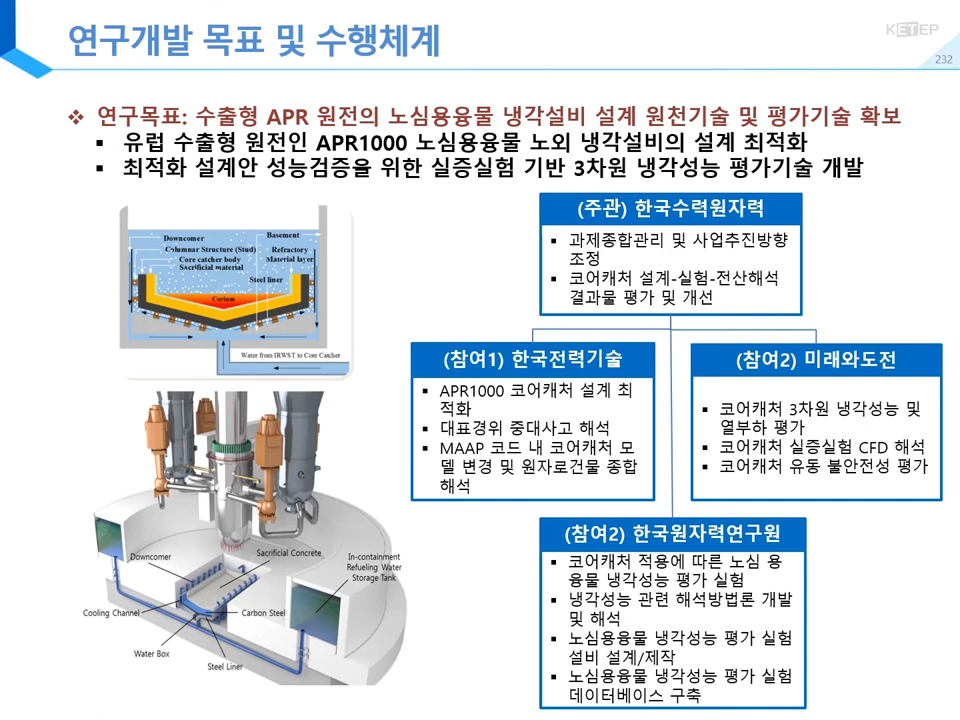 연구개발 목표 및 수행체계
KETEP
232
❖ 연구목표: 수출형 APR 원전의 노심용융물 냉각설비 설계 원천기술 및 평가기술 확보
▪ 유럽 수출형 원전인 APR1000 노심용융물 노외 냉각설비의 설계 최적화
▪ 최적화 설계안 성능검증을 위한 실증실험 기반 3차원 냉각성능 평가기술 개발
Downcomer
Basement
Columnar Structure (Stud)
Refractory
Core catcher body
Material layer
Sacrificial material
Steel liner
Corium
Water from IRWST to Core Catcher
Downcomer
Sacrificial Concrete
In-containment
Refueling Water
Storage Tank
Cooling Channel
Carbon Steel
Water Box
Steel Liner
(주관) 한국수력원자력
▪ 과제종합관리 및 사업추진방향
조정
▪ 코어캐처 설계-실험-전산해석
결과물 평가 및 개선
(참여1) 한국전력기술
▪ APR1000 코어캐처 설계 최
적화
▪ 대표경위 중대사고 해석
▪ MAAP 코드 내 코어캐처 모
델 변경 및 원자로건물 종합
해석
(참여2) 미래와도전
▪ 코어캐처 3차원 냉각성능 및
열부하 평가
▪ 코어캐처 실증실험 CFD 해석
▪ 코어캐처 유동 불안전성 평가
(참여2) 한국원자력연구원
▪ 코어캐처 적용에 따른 노심 용
융물 냉각성능 평가 실험
▪ 냉각성능 관련 해석방법론 개발
및 해석
▪ 노심용융물 냉각성능 평가 실험
설비 설계/제작
▪ 노심용융물 냉각성능 평가 실험
데이터베이스 구축